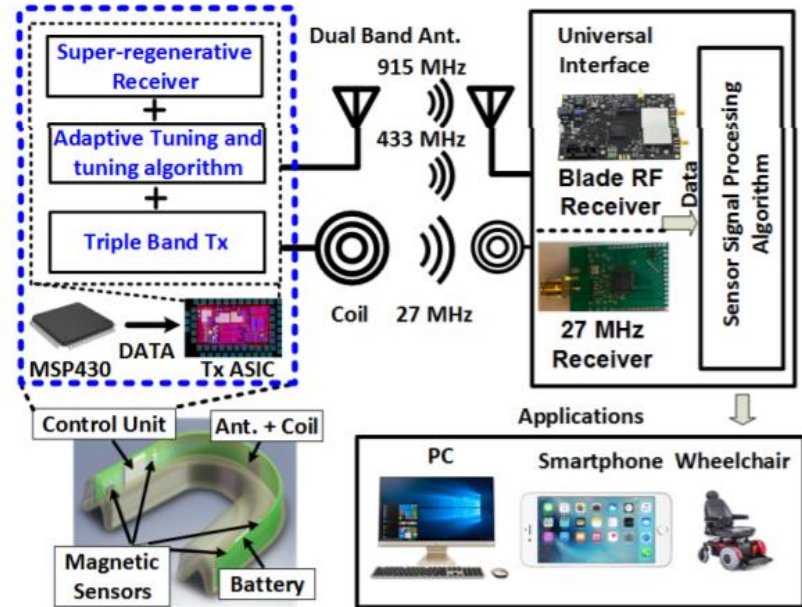 Super-regenerative
Receiver
+
Adaptive Tuning and
tuning algorithm
+
Triple Band Tx
MSP430
DATA
Tx ASIC
Dual Band Ant.
915 MHz
433 MHz
Coil
27 MHz
Universal
Interface
Blade RF
Receiver
Data
27 MHz
Receiver
Sensor Signal Processing
Algorithm
Control Unit
Ant. + Coil
Magnetic
Sensors
Battery
Applications
PC
Smartphone
Wheelchair